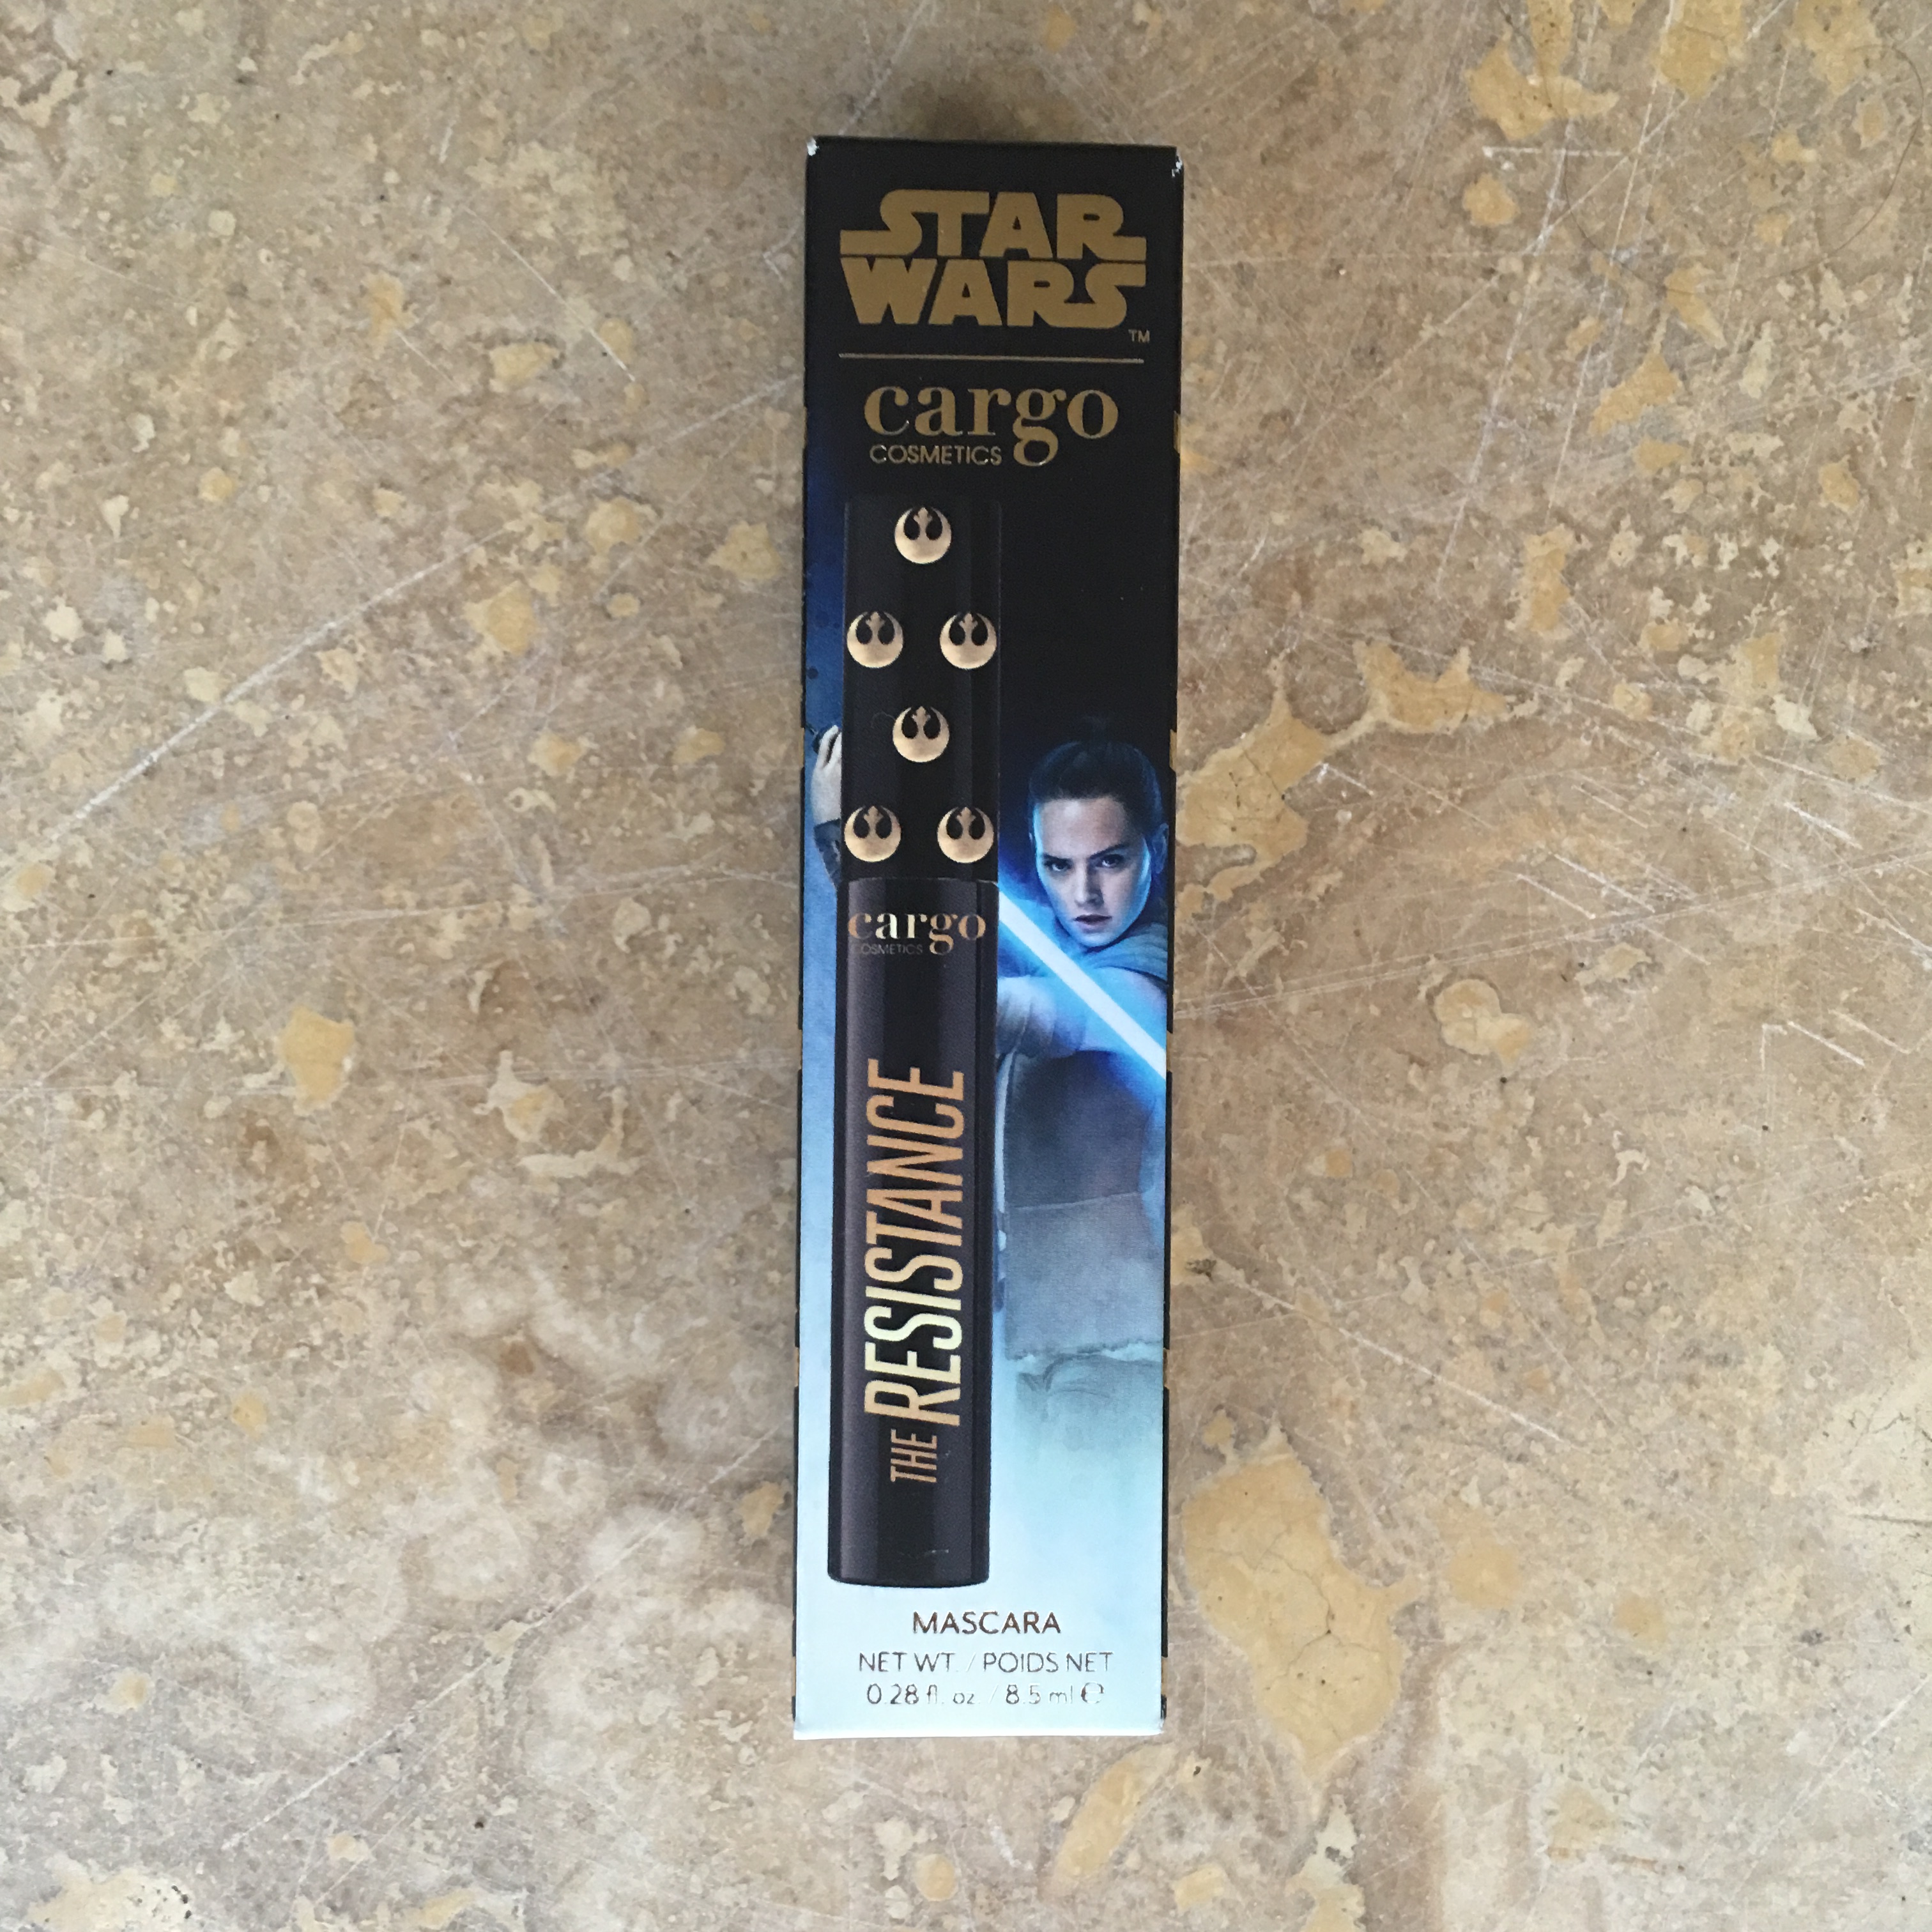 STAR
WARS
TM
cargo
COSMETICS
cargo
COSMETICS
THE RESISTANCE
MASCARA
NET WT. / POIDS NET
0.28 fl. oz. / 8.5 ml ℮